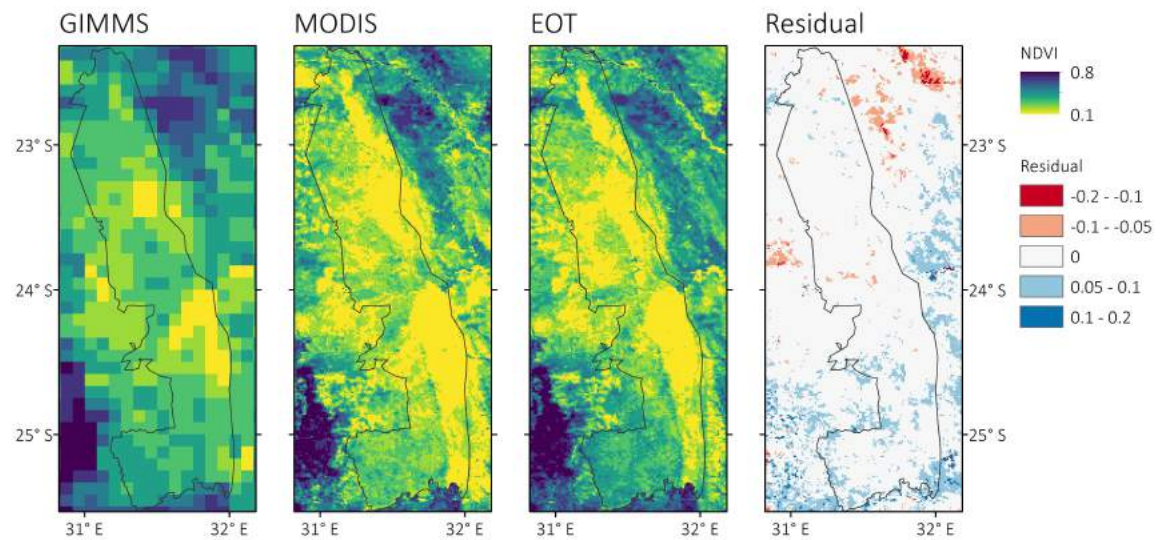 GIMMS
MODIS
EOT
Residual
NDVI
0.8
0.1
23° S
24° S
25° S
23° S
24° S
25° S
Residual
-0.2 - -0.1
-0.1 - -0.05
0
0.05 - 0.1
0.1 - 0.2
31° E
32° E
31° E
32° E
31° E
32° E
31° E
32° E